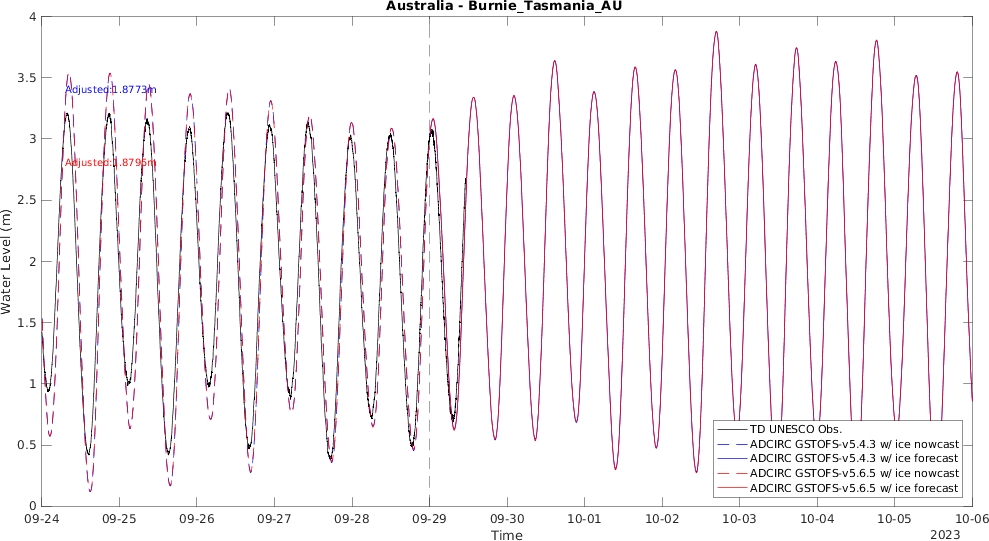 Australia - Burnie_Tasmania_AU
4
3.5
3
2.5
2
1.5
1
0.5
0
Water Level (m)
Adjusted:1.8773m
Adjusted:1.8795m
TD UNESCO Obs.
ADCIRC GSTOFS-v5.4.3 w/ ice nowcast
ADCIRC GSTOFS-v5.4.3 w/ ice forecast
ADCIRC GSTOFS-v5.6.5 w/ ice nowcast
ADCIRC GSTOFS-v5.6.5 w/ ice forecast
09-24 09-25 09-26 09-27 09-28 09-29 09-30 10-01 10-02 10-03 10-04 10-05 10-06
Time
2023